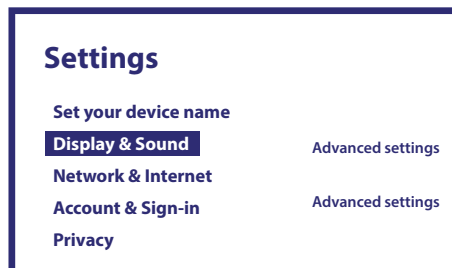 Settings
Set your device name
Display & Sound
Advanced settings
Network & Internet
Account & Sign-in
Advanced settings
Privacy